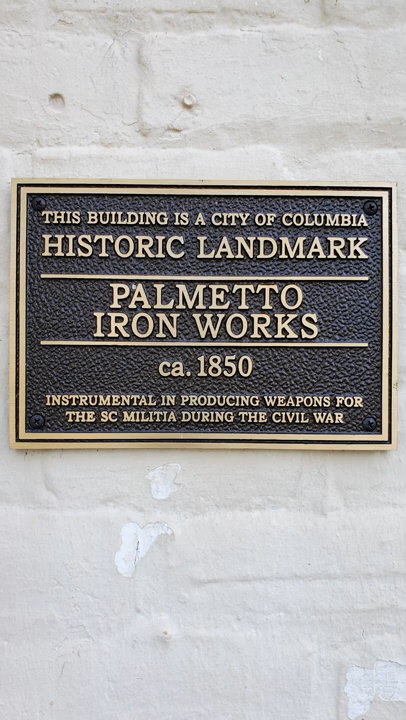 THIS BUILDING IS A CITY OF COLUMBIA
HISTORIC LANDMARK
PALMETTO
IRON WORKS
ca. 1850
INSTRUMENTAL IN PRODUCING WEAPONS FOR
THE SC MILITIA DURING THE CIVIL WAR